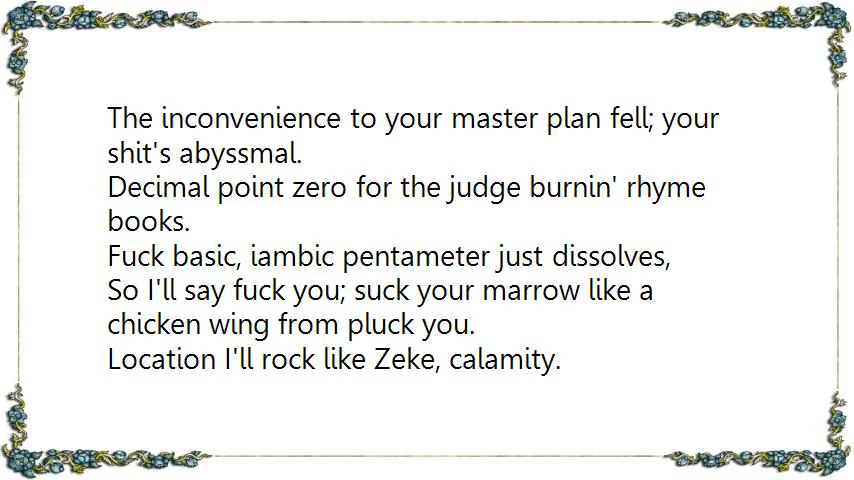 The inconvenience to your master plan fell; your
shit's abyssmal.
Decimal point zero for the judge burnin' rhyme
books.
Fuck basic, iambic pentameter just dissolves,
So I'll say fuck you; suck your marrow like a
chicken wing from pluck you.
Location I'll rock like Zeke, calamity.